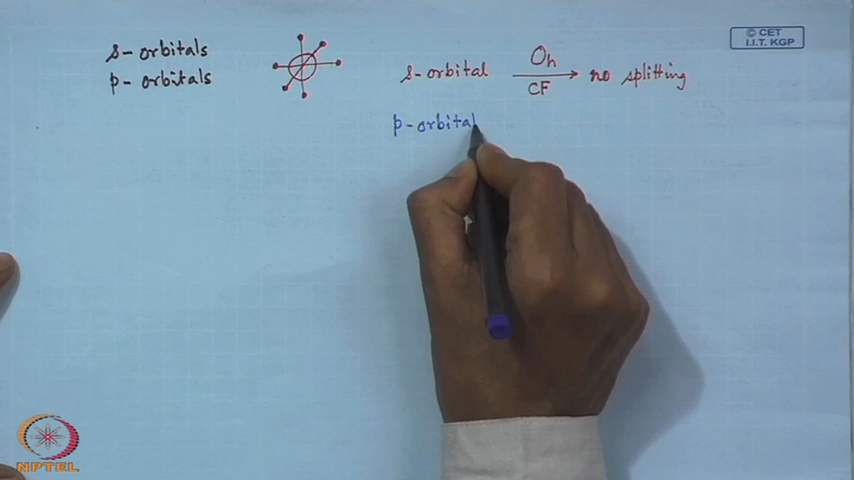 s-orbitals
p-orbitals
s-orbital Oh CF no splitting
p-orbital
© CET
I.I.T. KGP
NPTEL